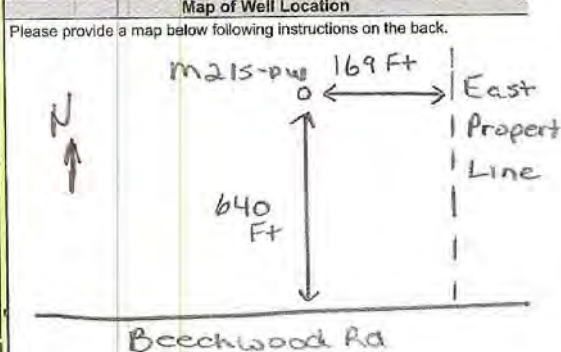 Map of Well Location
Please provide a map below following instructions on the back.
M215-PW
169 Ft
East
Propert
Line
N
640
Ft
Beechwood Rd